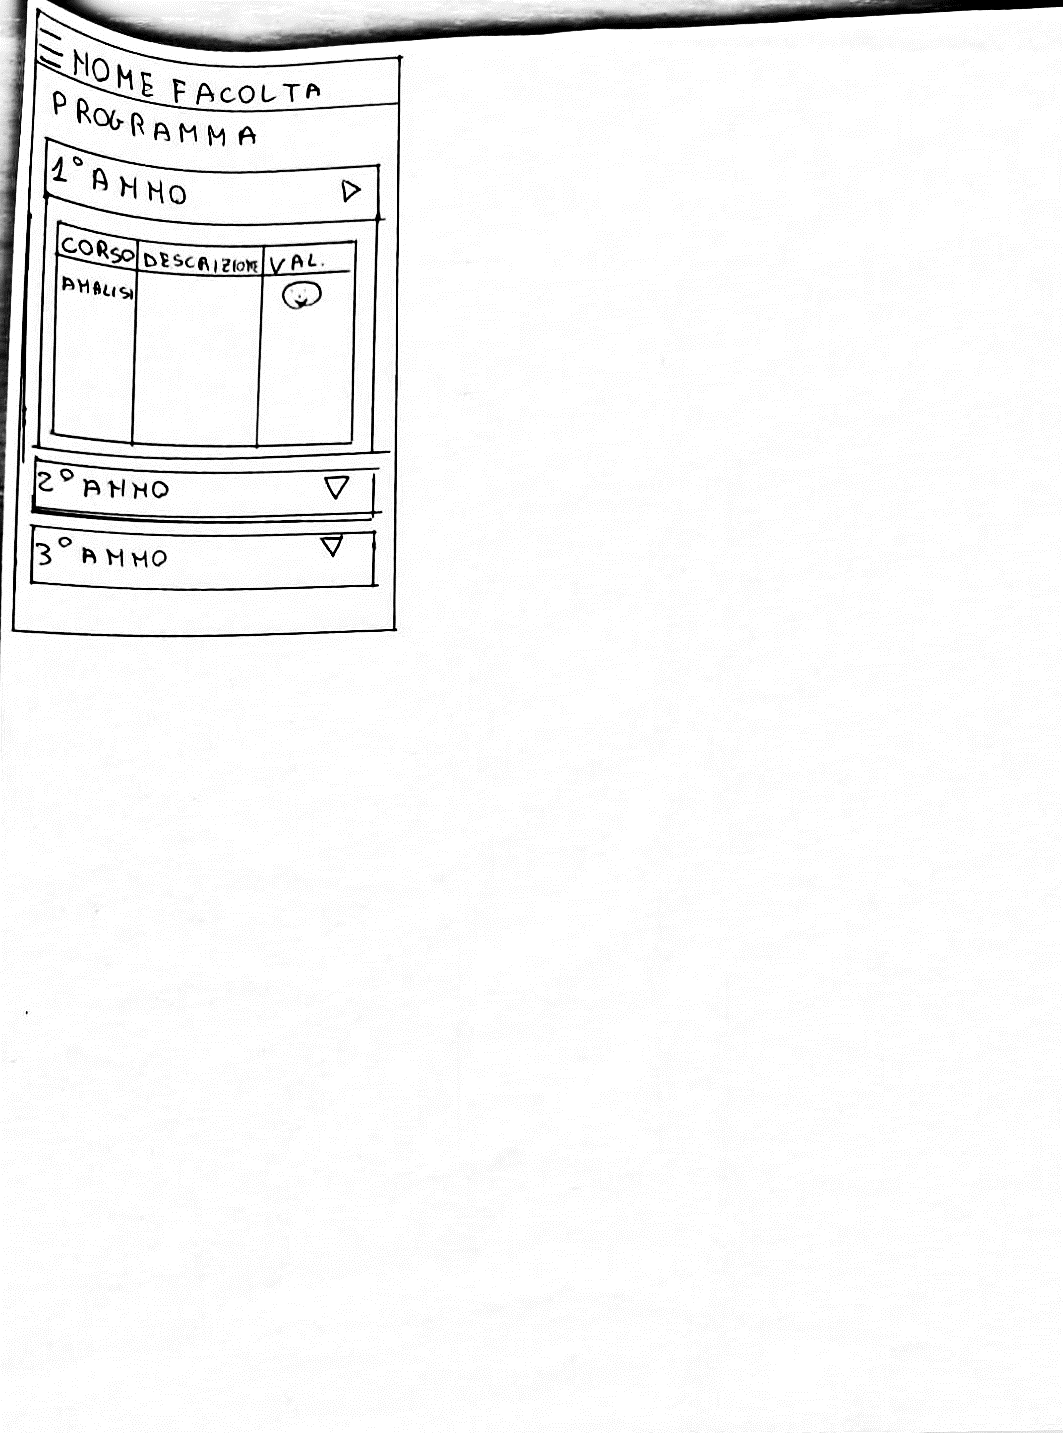 NOME FACOLTA
PROGRAMMA
1° ANNO
CORSO DESCRIZIONE VAL.
ANALISI
2° ANNO
3° ANNO